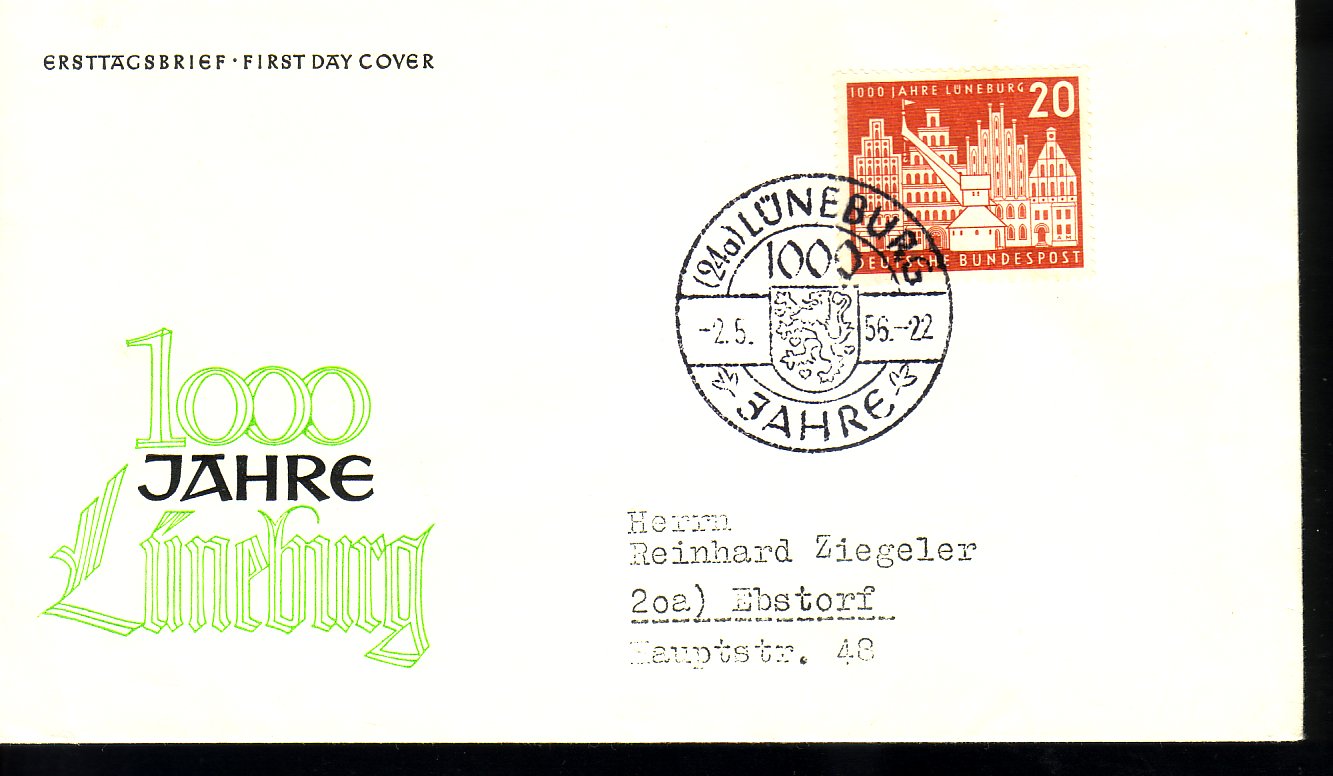 ERSTTAGSBRIEF · FIRST DAY COVER
1000 JAHRE LÜNEBURG 20
DEUTSCHE BUNDESPOST
(24a) LÜNEBURG
1000
-2.5. 56.-22
JAHRE
1000
JAHRE
Lüneburg
Herrn
Reinhard Ziegeler
20a) Ebstorf
Hauptstr. 48